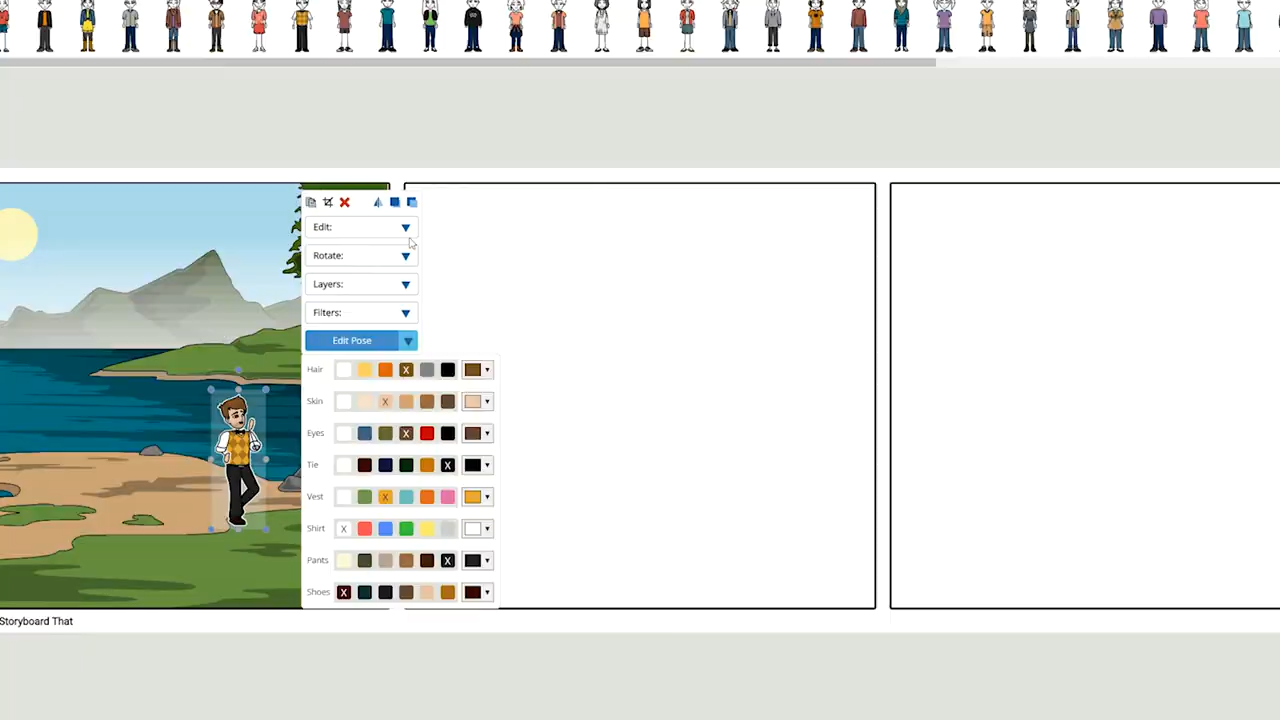 Edit:
Rotate:
Layers:
Filters:
Edit Pose
Hair X
Skin X
Eyes X
Tie X
Vest X
Shirt X
Pants X
Shoes X
Storyboard That